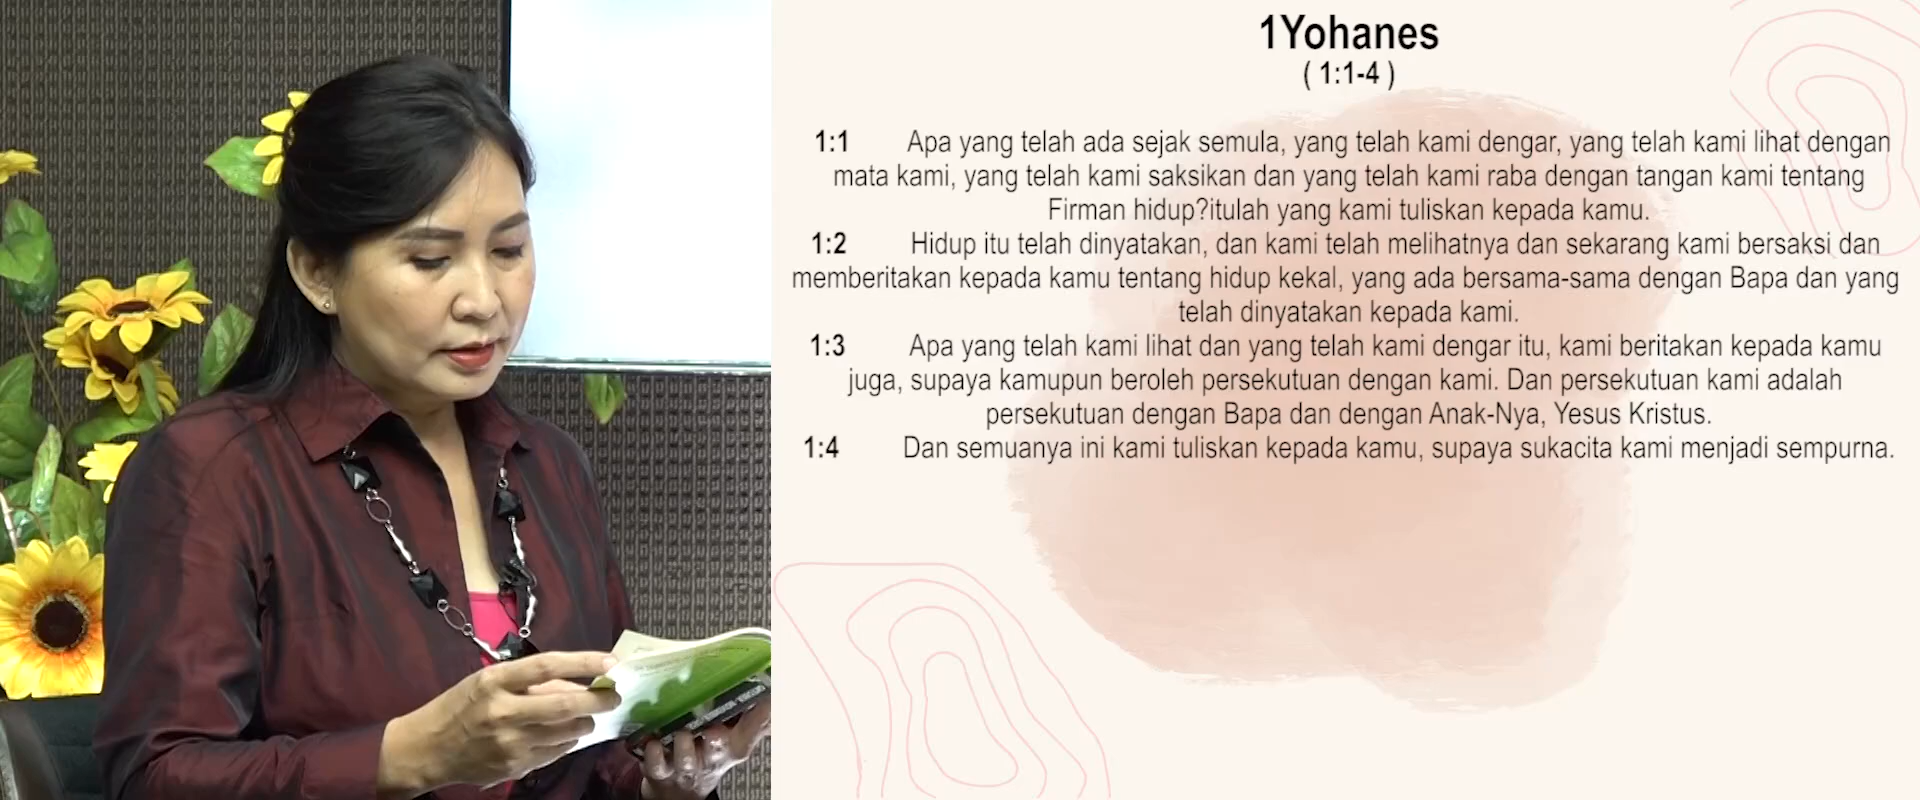 1Yohanes
( 1:1-4 )
1:1 Apa yang telah ada sejak semula, yang telah kami dengar, yang telah kami lihat dengan
mata kami, yang telah kami saksikan dan yang telah kami raba dengan tangan kami tentang
Firman hidup?itulah yang kami tuliskan kepada kamu.
1:2 Hidup itu telah dinyatakan, dan kami telah melihatnya dan sekarang kami bersaksi dan
memberitakan kepada kamu tentang hidup kekal, yang ada bersama-sama dengan Bapa dan yang
telah dinyatakan kepada kami.
1:3 Apa yang telah kami lihat dan yang telah kami dengar itu, kami beritakan kepada kamu
juga, supaya kamupun beroleh persekutuan dengan kami. Dan persekutuan kami adalah
persekutuan dengan Bapa dan dengan Anak-Nya, Yesus Kristus.
1:4 Dan semuanya ini kami tuliskan kepada kamu, supaya sukacita kami menjadi sempurna.